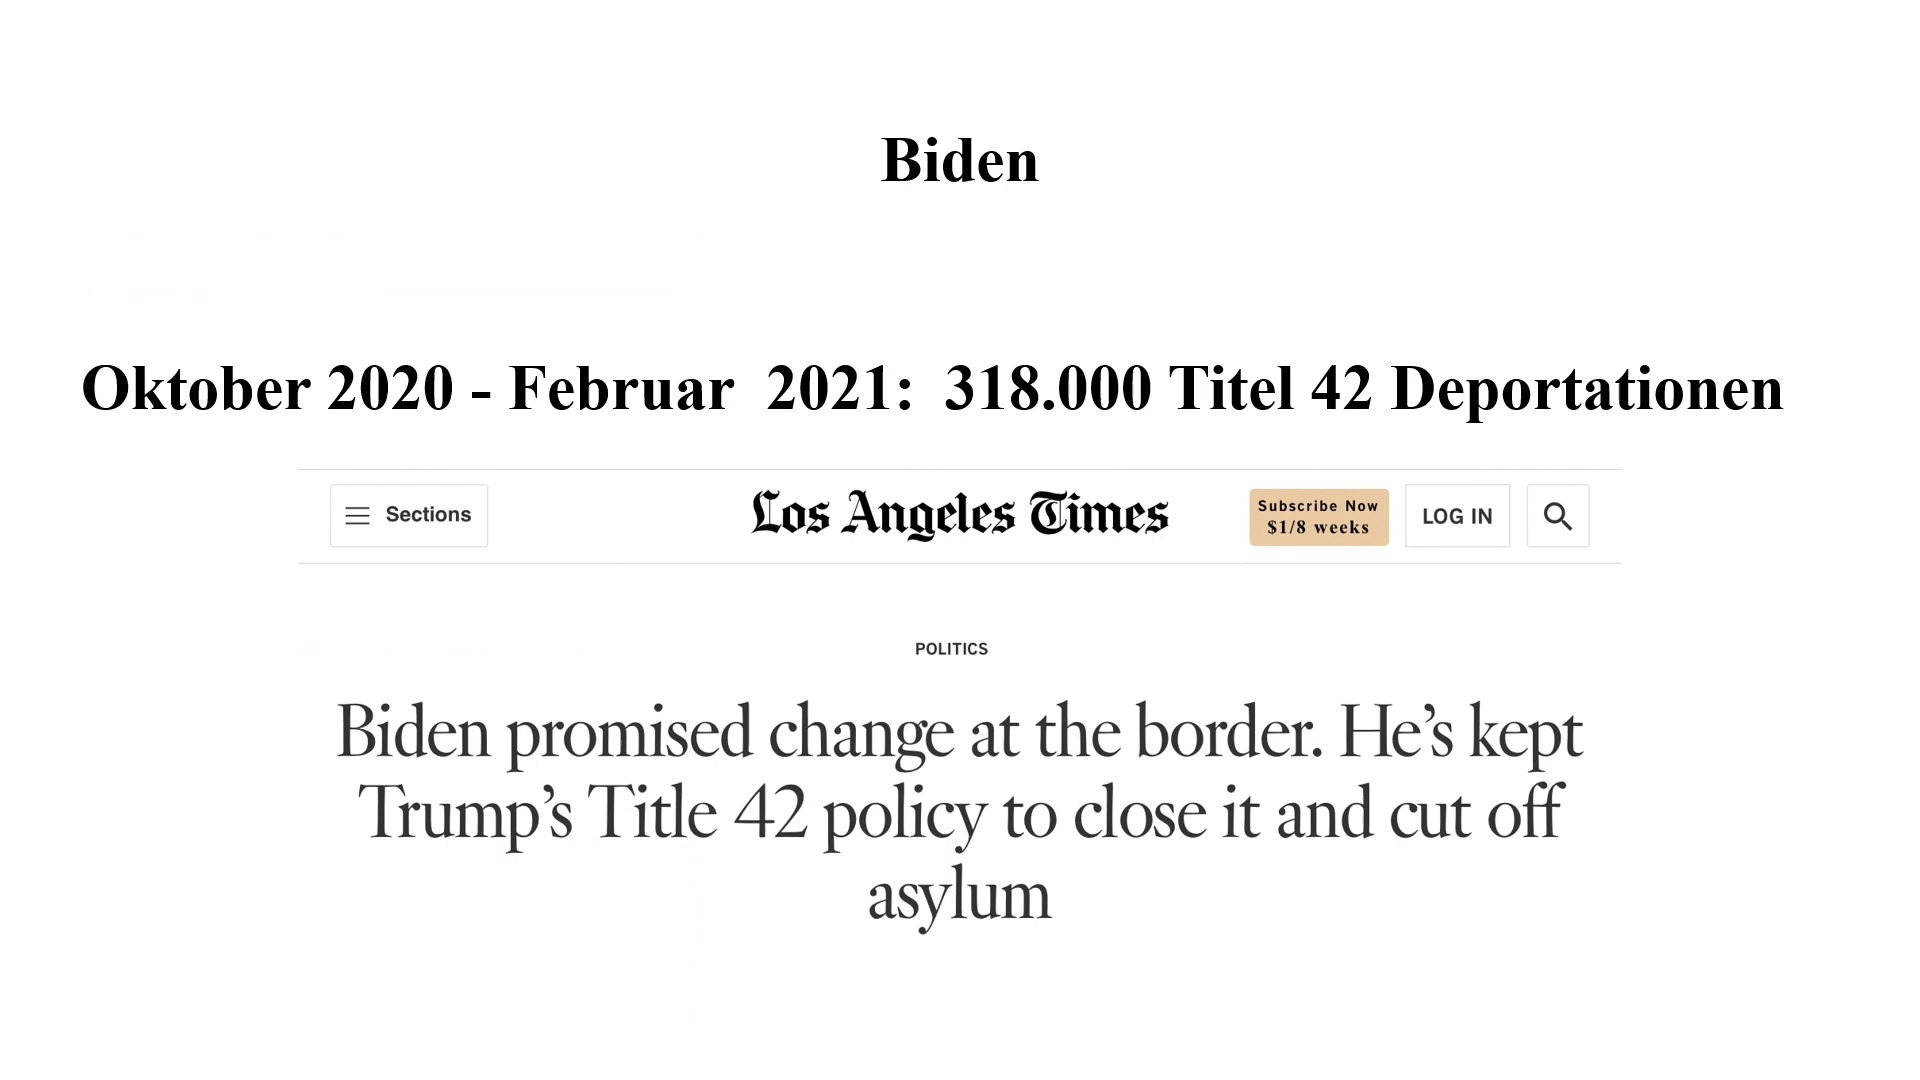 Biden
Oktober 2020 - Februar 2021: 318.000 Titel 42 Deportationen
Sections
Los Angeles Times
Subscribe Now
$1/8 weeks
LOG IN
POLITICS
Biden promised change at the border. He’s kept
Trump’s Title 42 policy to close it and cut off
asylum